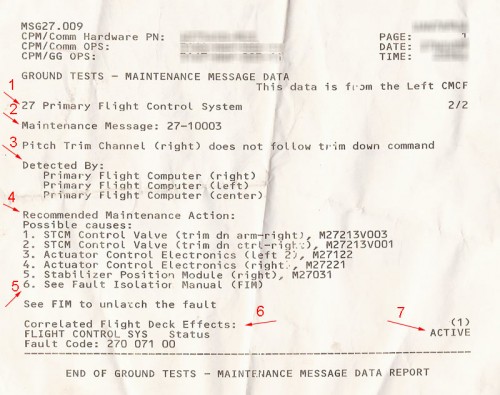 MSG27.009
CPM/Comm Hardware PN: PAGE:
CPM/Comm OPS: DATE:
CPM/GG OPS: TIME:
GROUND TESTS - MAINTENANCE MESSAGE DATA
This data is from the Left CMCF
1
27 Primary Flight Control System 2/2
2
Maintenance Message: 27-10003
Pitch Trim Channel (right) does not follow trim down command
3
Detected By:
Primary Flight Computer (right)
Primary Flight Computer (left)
Primary Flight Computer (center)
4
Recommended Maintenance Action:
Possible causes:
1. STCM Control Valve (trim dn arm-right), M27213V003
2. STCM Control Valve (trim dn ctrl-right), M27213V001
3. Actuator Control Electronics (left 2), M27122
4. Actuator Control Electronics (right), M27221
5. Stabilizer Position Module (right), M27031
5
6. See Fault Isolation Manual (FIM)
See FIM to unlatch the fault
6 7
Correlated Flight Deck Effects: (1)
FLIGHT CONTROL SYS Status ACTIVE
Fault Code: 270 071 00
END OF GROUND TESTS - MAINTENANCE MESSAGE DATA REPORT